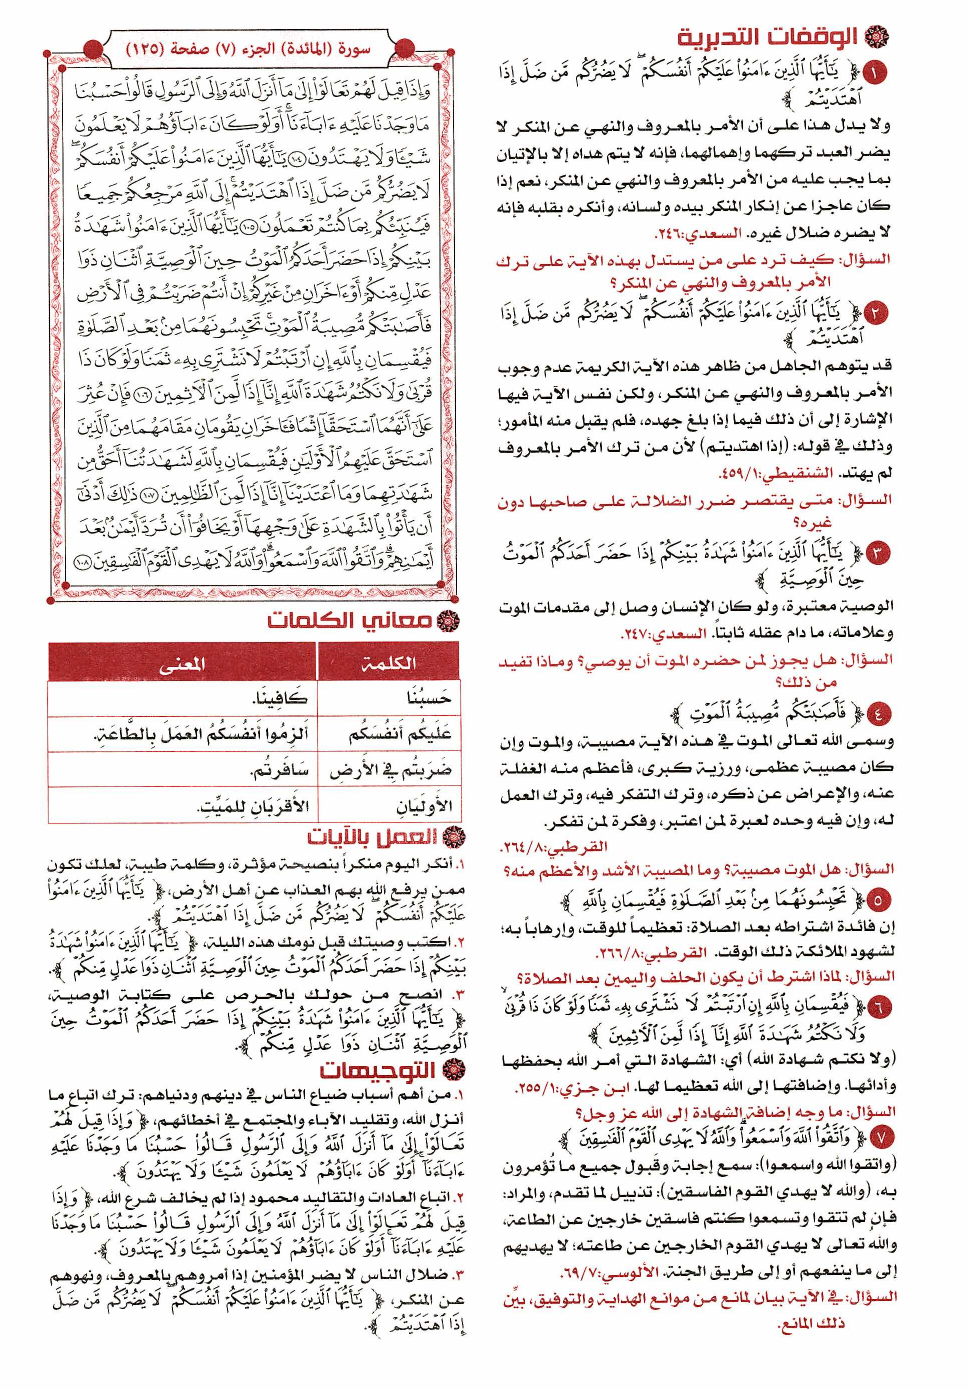 الوقفات التدبرية
١ ﴿ يَٰٓأَيُّهَا ٱلَّذِينَ ءَامَنُوا۟ عَلَيْكُمْ أَنفُسَكُمْ ۖ لَا يَضُرُّكُم مَّن ضَلَّ إِذَا
ٱهْتَدَيْتُمْ ﴾
ولا يدل هذا على أن الأمر بالمعروف والنهي عن المنكر لا
يضر العبد تركهما وإهمالهما، فإنه لا يتم هداه إلا بالإتيان
بما يجب عليه من الأمر بالمعروف والنهي عن المنكر، نعم إذا
كان عاجزا عن إنكار المنكر بيده ولسانه، وأنكره بقلبه فإنه
لا يضره ضلال غيره. السعدي:٢٤٦.
السؤال: كيف ترد على من يستدل بهذه الآية على ترك
الأمر بالمعروف والنهي عن المنكر؟
٢ ﴿ يَٰٓأَيُّهَا ٱلَّذِينَ ءَامَنُوا۟ عَلَيْكُمْ أَنفُسَكُمْ ۖ لَا يَضُرُّكُم مَّن ضَلَّ إِذَا
ٱهْتَدَيْتُمْ ﴾
قد يتوهم الجاهل من ظاهر هذه الآية الكريمة عدم وجوب
الأمر بالمعروف والنهي عن المنكر، ولكن نفس الآية فيها
الإشارة إلى أن ذلك فيما إذا بلغ جهده، فلم يقبل منه المأمور؛
وذلك في قوله: (إذا اهتديتم) لأن من ترك الأمر بالمعروف
لم يهتد. الشنقيطي:٤٥٩/١.
السؤال: متى يقتصر ضرر الضلالة على صاحبها دون
غيره؟
٣ ﴿ يَٰٓأَيُّهَا ٱلَّذِينَ ءَامَنُوا۟ شَهَٰدَةُ بَيْنِكُمْ إِذَا حَضَرَ أَحَدَكُمُ ٱلْمَوْتُ
حِينَ ٱلْوَصِيَّةِ ﴾
الوصية معتبرة، ولو كان الإنسان وصل إلى مقدمات الموت
وعلاماته، ما دام عقله ثابتاً. السعدي:٢٤٧.
السؤال: هل يجوز لمن حضره الموت أن يوصي؟ وماذا تفيد
من ذلك؟
٤ ﴿ فَأَصَٰبَتْكُم مُّصِيبَةُ ٱلْمَوْتِ ﴾
وسمى الله تعالى الموت في هذه الآية مصيبة، والموت وإن
كان مصيبة عظمى، ورزية كبرى، فأعظم منه الغفلة
عنه، والإعراض عن ذكره، وترك التفكر فيه، وترك العمل
له، وإن فيه وحده لعبرة لمن اعتبر، وفكرة لمن تفكر.
القرطبي:٢٦٤/٨.
السؤال: هل الموت مصيبة؟ وما المصيبة الأشد والأعظم منه؟
٥ ﴿ تَحْبِسُونَهُمَا مِنۢ بَعْدِ ٱلصَّلَوٰةِ فَيُقْسِمَانِ بِٱللَّهِ ﴾
إن فائدة اشتراطه بعد الصلاة: تعظيماً للوقت، وإرهاباً به؛
لشهود الملائكة ذلك الوقت. القرطبي:٢٦٦/٨.
السؤال: لماذا اشترط أن يكون الحلف واليمين بعد الصلاة؟
٦ ﴿ فَيُقْسِمَانِ بِٱللَّهِ إِنِ ٱرْتَبْتُمْ لَا نَشْتَرِى بِهِۦ ثَمَنًا وَلَوْ كَانَ ذَا قُرْبَىٰ ۙ
وَلَا نَكْتُمُ شَهَٰدَةَ ٱللَّهِ إِنَّآ إِذًا لَّمِنَ ٱلْءَاثِمِينَ ﴾
(ولا نكتم شهادة الله) أي: الشهادة التي أمر الله بحفظها
وأدائها. وإضافتها إلى الله تعظيما لها. ابن جزي:٢٥٥/١.
السؤال: ما وجه إضافة الشهادة إلى الله عز وجل؟
٧ ﴿ وَٱتَّقُوا۟ ٱللَّهَ وَٱسْمَعُوا۟ ۗ وَٱللَّهُ لَا يَهْدِى ٱلْقَوْمَ ٱلْفَٰسِقِينَ ﴾
(واتقوا الله واسمعوا): سمع إجابة وقَبول جميع ما تُؤمرون
به، (والله لا يهدي القوم الفاسقين): تذييل لما تقدم، والمراد:
فإن لم تتقوا وتسمعوا كنتم فاسقين خارجين عن الطاعة،
والله تعالى لا يهدي القوم الخارجين عن طاعته؛ لا يهديهم
إلى ما ينفعهم أو إلى طريق الجنة. الألوسي:٦٩/٧.
السؤال: في الآية بيان لمانع من موانع الهداية والتوفيق، بيِّن
ذلك المانع.
سورة (المائدة) الجزء (٧) صفحة (١٢٥)
وَإِذَا قِيلَ لَهُمْ تَعَالَوْا۟ إِلَىٰ مَآ أَنزَلَ ٱللَّهُ وَإِلَى ٱلرَّسُولِ قَالُوا۟ حَسْبُنَا
مَا وَجَدْنَا عَلَيْهِ ءَابَآءَنَآ ۚ أَوَلَوْ كَانَ ءَابَآؤُهُمْ لَا يَعْلَمُونَ
شَيْـًٔا وَلَا يَهْتَدُونَ ١٠٤ يَٰٓأَيُّهَا ٱلَّذِينَ ءَامَنُوا۟ عَلَيْكُمْ أَنفُسَكُمْ ۖ
لَا يَضُرُّكُم مَّن ضَلَّ إِذَا ٱهْتَدَيْتُمْ ۚ إِلَى ٱللَّهِ مَرْجِعُكُمْ جَمِيعًا
فَيُنَبِّئُكُم بِمَا كُنتُمْ تَعْمَلُونَ ١٠٥ يَٰٓأَيُّهَا ٱلَّذِينَ ءَامَنُوا۟ شَهَٰدَةُ
بَيْنِكُمْ إِذَا حَضَرَ أَحَدَكُمُ ٱلْمَوْتُ حِينَ ٱلْوَصِيَّةِ ٱثْنَانِ ذَوَا
عَدْلٍ مِّنكُمْ أَوْ ءَاخَرَانِ مِنْ غَيْرِكُمْ إِنْ أَنتُمْ ضَرَبْتُمْ فِى ٱلْأَرْضِ
فَأَصَٰبَتْكُم مُّصِيبَةُ ٱلْمَوْتِ ۚ تَحْبِسُونَهُمَا مِنۢ بَعْدِ ٱلصَّلَوٰةِ
فَيُقْسِمَانِ بِٱللَّهِ إِنِ ٱرْتَبْتُمْ لَا نَشْتَرِى بِهِۦ ثَمَنًا وَلَوْ كَانَ ذَا
قُرْبَىٰ ۙ وَلَا نَكْتُمُ شَهَٰدَةَ ٱللَّهِ إِنَّآ إِذًا لَّمِنَ ٱلْءَاثِمِينَ ١٠٦ فَإِنْ عُثِرَ
عَلَىٰٓ أَنَّهُمَا ٱسْتَحَقَّآ إِثْمًا فَـَٔاخَرَانِ يَقُومَانِ مَقَامَهُمَا مِنَ ٱلَّذِينَ
ٱسْتَحَقَّ عَلَيْهِمُ ٱلْأَوْلَيَٰنِ فَيُقْسِمَانِ بِٱللَّهِ لَشَهَٰدَتُنَآ أَحَقُّ مِن
شَهَٰدَتِهِمَا وَمَا ٱعْتَدَيْنَآ إِنَّآ إِذًا لَّمِنَ ٱلظَّٰلِمِينَ ١٠٧ ذَٰلِكَ أَدْنَىٰٓ
أَن يَأْتُوا۟ بِٱلشَّهَٰدَةِ عَلَىٰ وَجْهِهَآ أَوْ يَخَافُوٓا۟ أَن تُرَدَّ أَيْمَٰنٌۢ بَعْدَ
أَيْمَٰنِهِمْ ۗ وَٱتَّقُوا۟ ٱللَّهَ وَٱسْمَعُوا۟ ۗ وَٱللَّهُ لَا يَهْدِى ٱلْقَوْمَ ٱلْفَٰسِقِينَ ١٠٨
معاني الكلمات
الكلمة المعنى
حَسبُنَا كَافِينَا.
عَلَيكُم أَنفُسَكُم أَلزِمُوا أَنفُسَكُمُ العَمَلَ بِالطَّاعَةِ.
ضَرَبتُم فِي الأَرضِ سَافَرتُم.
الأَولَيَانِ الأَقرَبَانِ لِلمَيِّتِ.
العمل بالآيات
١. أنكر اليوم منكراً بنصيحة مؤثرة، وكلمة طيبة، لعلك تكون
ممن يرفع الله بهم العذاب عن أهل الأرض، ﴿ يَٰٓأَيُّهَا ٱلَّذِينَ ءَامَنُوا۟
عَلَيْكُمْ أَنفُسَكُمْ ۖ لَا يَضُرُّكُم مَّن ضَلَّ إِذَا ٱهْتَدَيْتُمْ ﴾.
٢. اكتب وصيتك قبل نومك هذه الليلة، ﴿ يَٰٓأَيُّهَا ٱلَّذِينَ ءَامَنُوا۟ شَهَٰدَةُ
بَيْنِكُمْ إِذَا حَضَرَ أَحَدَكُمُ ٱلْمَوْتُ حِينَ ٱلْوَصِيَّةِ ٱثْنَانِ ذَوَا عَدْلٍ مِّنكُمْ ﴾.
٣. انصح من حولك بالحرص على كتابة الوصية،
﴿ يَٰٓأَيُّهَا ٱلَّذِينَ ءَامَنُوا۟ شَهَٰدَةُ بَيْنِكُمْ إِذَا حَضَرَ أَحَدَكُمُ ٱلْمَوْتُ حِينَ
ٱلْوَصِيَّةِ ٱثْنَانِ ذَوَا عَدْلٍ مِّنكُمْ ﴾.
التوجيهات
١. من أهم أسباب ضياع الناس في دينهم ودنياهم: ترك اتباع ما
أنزل الله، وتقليد الآباء والمجتمع في أخطائهم، ﴿ وَإِذَا قِيلَ لَهُمْ
تَعَالَوْا۟ إِلَىٰ مَآ أَنزَلَ ٱللَّهُ وَإِلَى ٱلرَّسُولِ قَالُوا۟ حَسْبُنَا مَا وَجَدْنَا عَلَيْهِ
ءَابَآءَنَآ ۚ أَوَلَوْ كَانَ ءَابَآؤُهُمْ لَا يَعْلَمُونَ شَيْـًٔا وَلَا يَهْتَدُونَ ﴾.
٢. اتباع العادات والتقاليد محمود إذا لم يخالف شرع الله، ﴿ وَإِذَا
قِيلَ لَهُمْ تَعَالَوْا۟ إِلَىٰ مَآ أَنزَلَ ٱللَّهُ وَإِلَى ٱلرَّسُولِ قَالُوا۟ حَسْبُنَا مَا وَجَدْنَا
عَلَيْهِ ءَابَآءَنَآ ۚ أَوَلَوْ كَانَ ءَابَآؤُهُمْ لَا يَعْلَمُونَ شَيْـًٔا وَلَا يَهْتَدُونَ ﴾.
٣. ضلال الناس لا يضر المؤمنين إذا أمروهم بالمعروف، ونهوهم
عن المنكر، ﴿ يَٰٓأَيُّهَا ٱلَّذِينَ ءَامَنُوا۟ عَلَيْكُمْ أَنفُسَكُمْ ۖ لَا يَضُرُّكُم مَّن ضَلَّ
إِذَا ٱهْتَدَيْتُمْ ﴾.